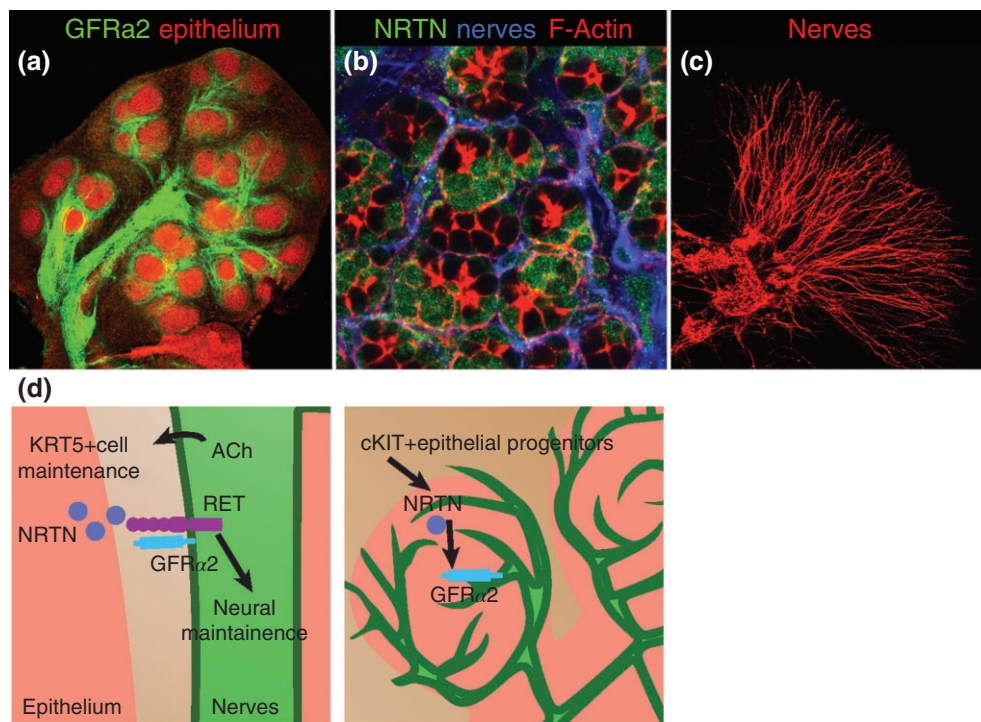 GFRa2 epithelium
(a)
NRTN nerves F-Actin
(b)
Nerves
(c)
(d)
KRT5+cell
maintenance
ACh
RET
NRTN
GFRα2
Neural
maintainence
Epithelium
Nerves
cKIT+epithelial progenitors
NRTN
GFRα2